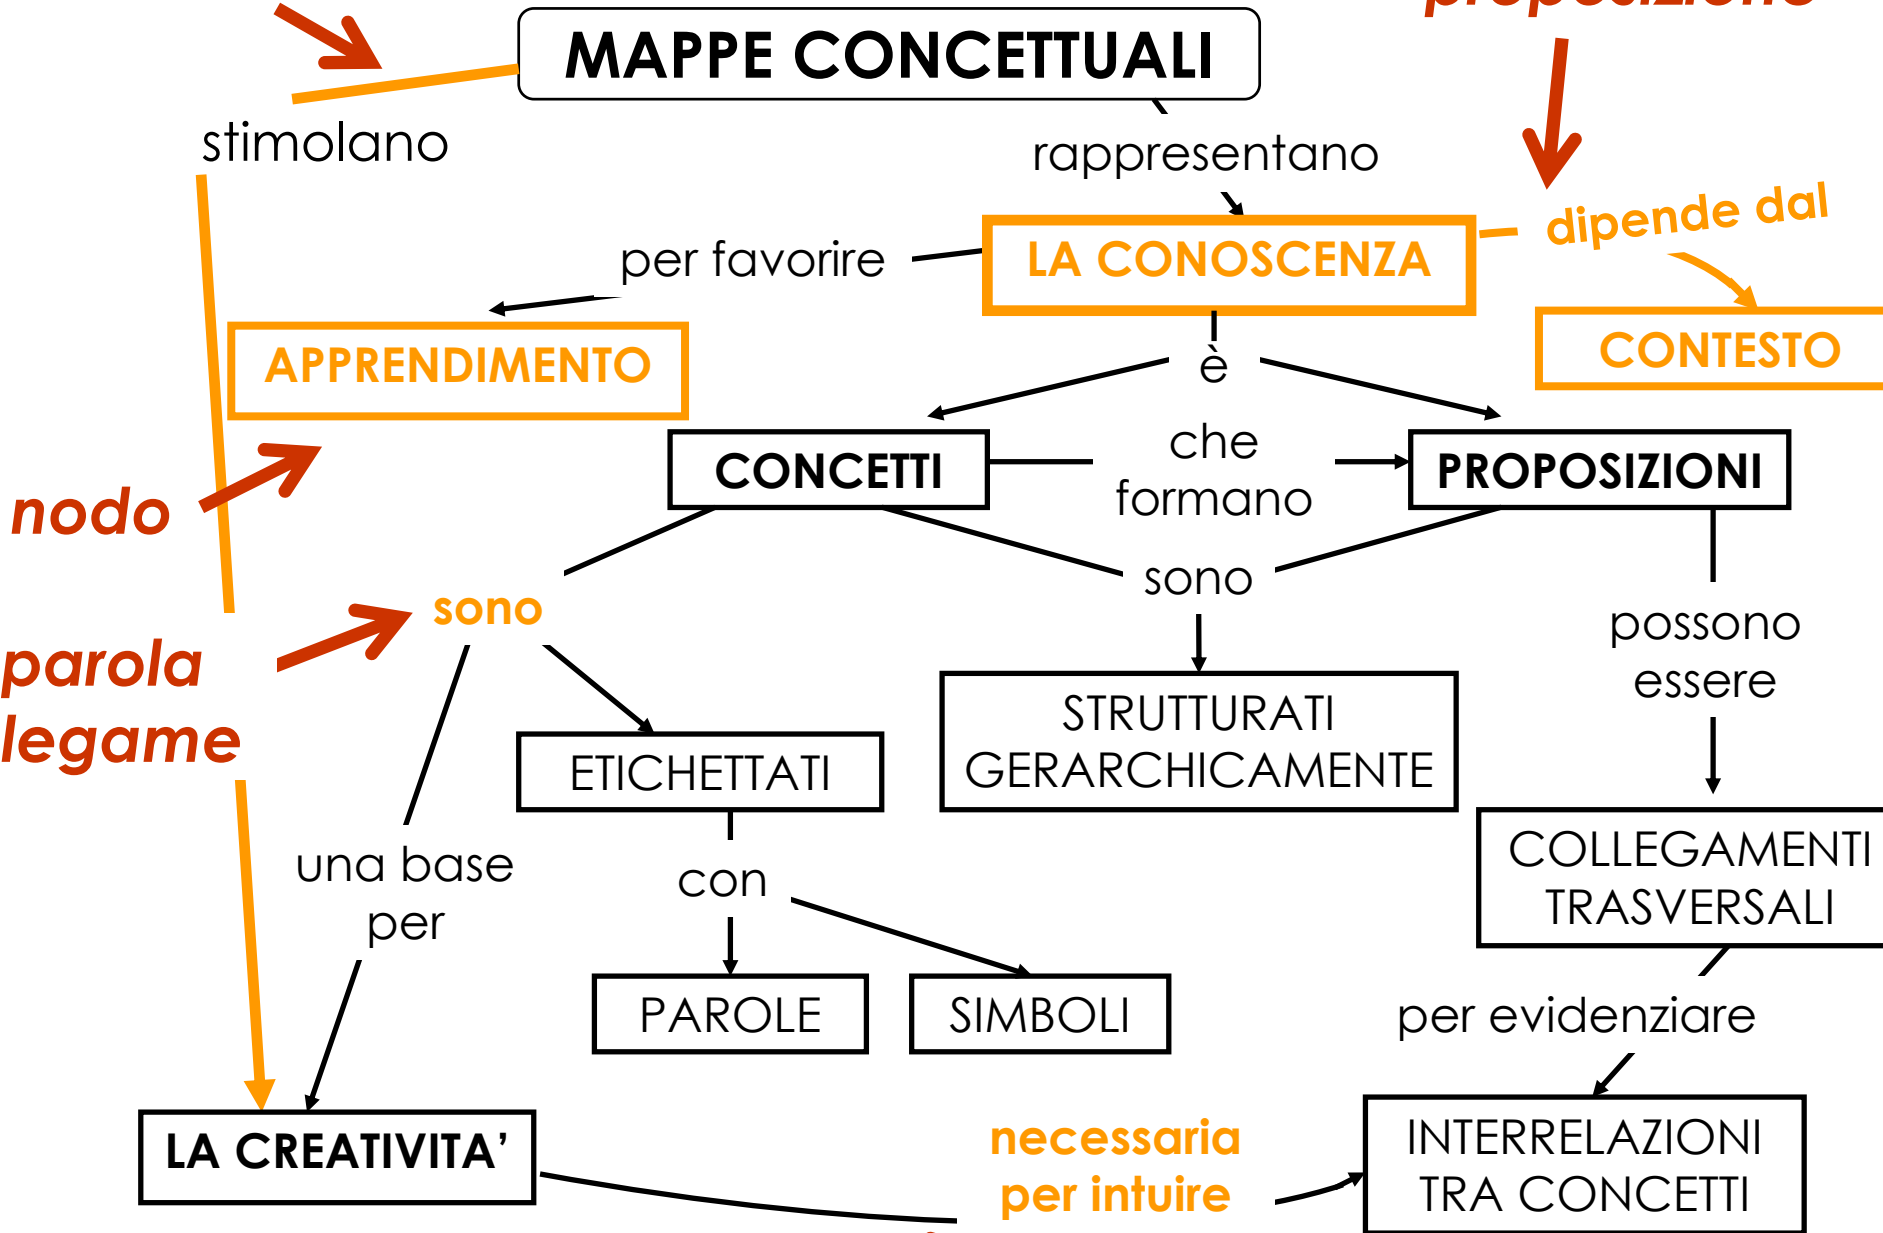 proposizione
MAPPE CONCETTUALI
stimolano
rappresentano
dipende dal
per favorire
LA CONOSCENZA
CONTESTO
APPRENDIMENTO
è
CONCETTI
che
formano
PROPOSIZIONI
nodo
sono
sono
possono
essere
parola
legame
ETICHETTATI
STRUTTURATI
GERARCHICAMENTE
una base
per
con
COLLEGAMENTI
TRASVERSALI
PAROLE
SIMBOLI
per evidenziare
LA CREATIVITA’
necessaria
per intuire
INTERRELAZIONI
TRA CONCETTI